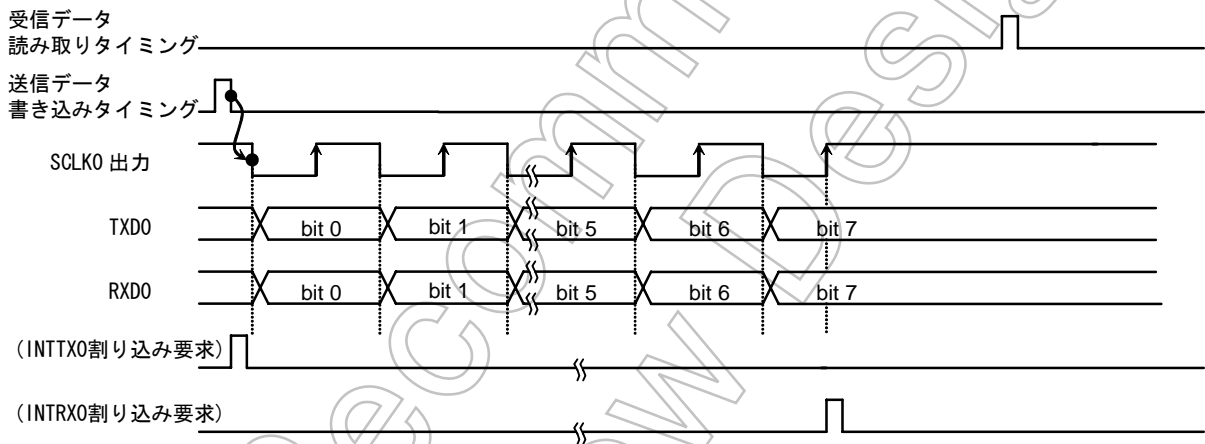 受信データ
読み取りタイミング
送信データ
書き込みタイミング
SCLK0 出力
TXD0
bit 0
bit 1
bit 5
bit 6
bit 7
RXD0
bit 0
bit 1
bit 5
bit 6
bit 7
(INTTX0割り込み要求)
(INTRX0割り込み要求)